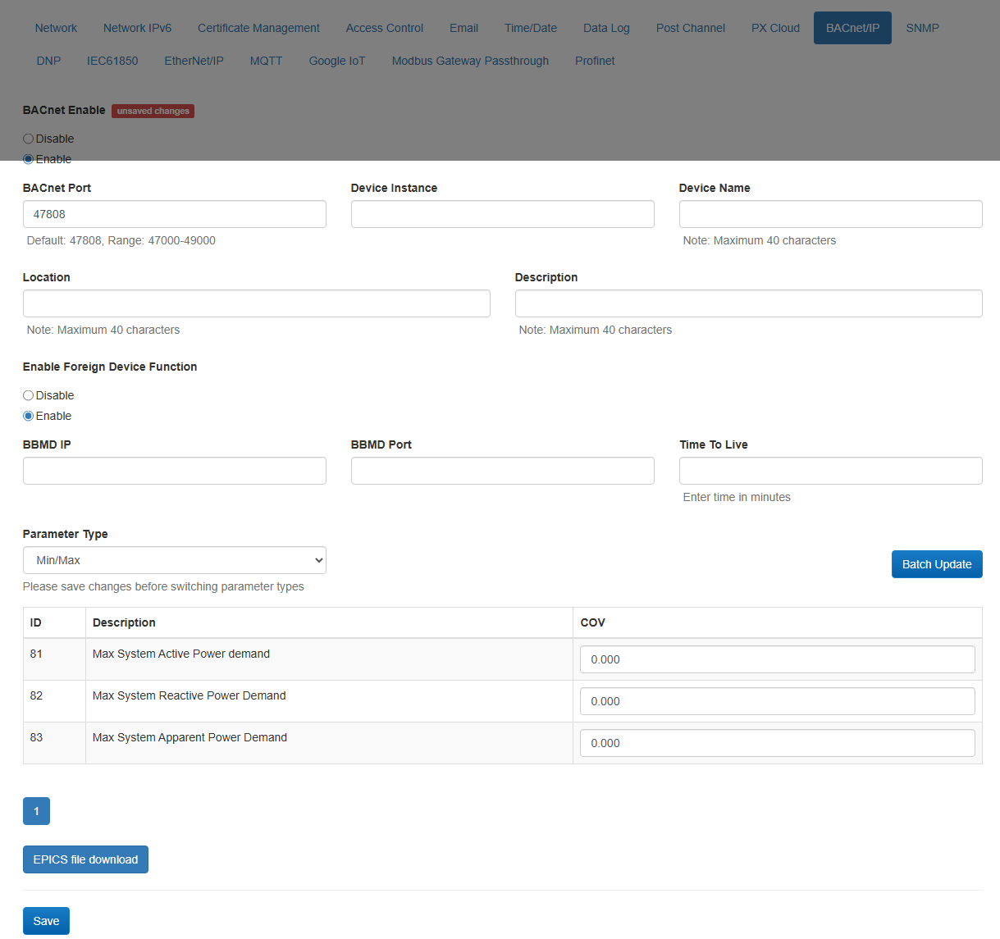 Network Network IPv6 Certificate Management Access Control Email Time/Date Data Log Post Channel PX Cloud BACnet/IP SNMP
DNP IEC61850 EtherNet/IP MQTT Google IoT Modbus Gateway Passthrough Profinet
BACnet Enable unsaved changes
Disable
Enable
BACnet Port Device Instance Device Name
47808
Default: 47808, Range: 47000-49000 Note: Maximum 40 characters
Location Description
Note: Maximum 40 characters Note: Maximum 40 characters
Enable Foreign Device Function
Disable
Enable
BBMD IP BBMD Port Time To Live
Enter time in minutes
Parameter Type
Min/Max Batch Update
Please save changes before switching parameter types
ID Description COV
81 Max System Active Power demand 0.000
82 Max System Reactive Power Demand 0.000
83 Max System Apparent Power Demand 0.000
1
EPICS file download
Save